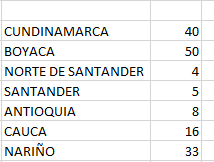 CUNDINAMARCA 40
BOYACA 50
NORTE DE SANTANDER 4
SANTANDER 5
ANTIOQUIA 8
CAUCA 16
NARIÑO 33